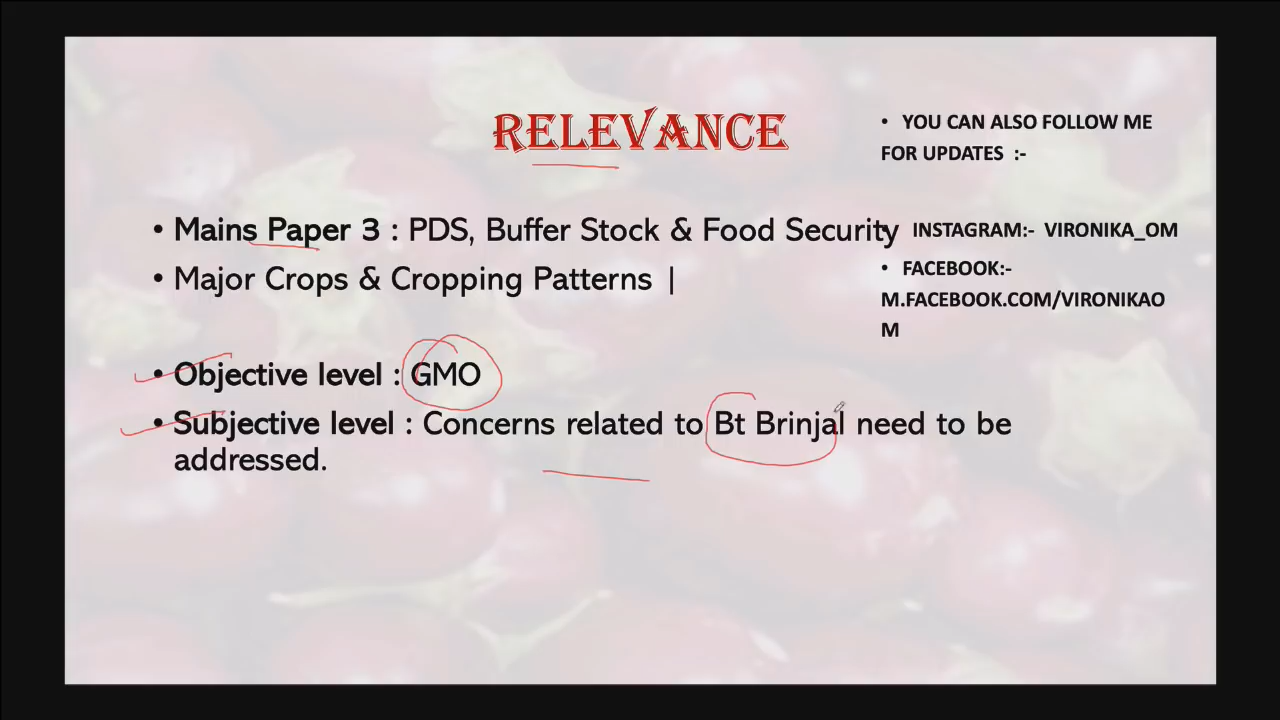 RELEVANCE
• Mains Paper 3 : PDS, Buffer Stock & Food Security
• Major Crops & Cropping Patterns |
• Objective level : GMO
• Subjective level : Concerns related to Bt Brinjal need to be
addressed.
• YOU CAN ALSO FOLLOW ME
FOR UPDATES :-
INSTAGRAM:- VIRONIKA_OM
• FACEBOOK:-
M.FACEBOOK.COM/VIRONIKAO
M